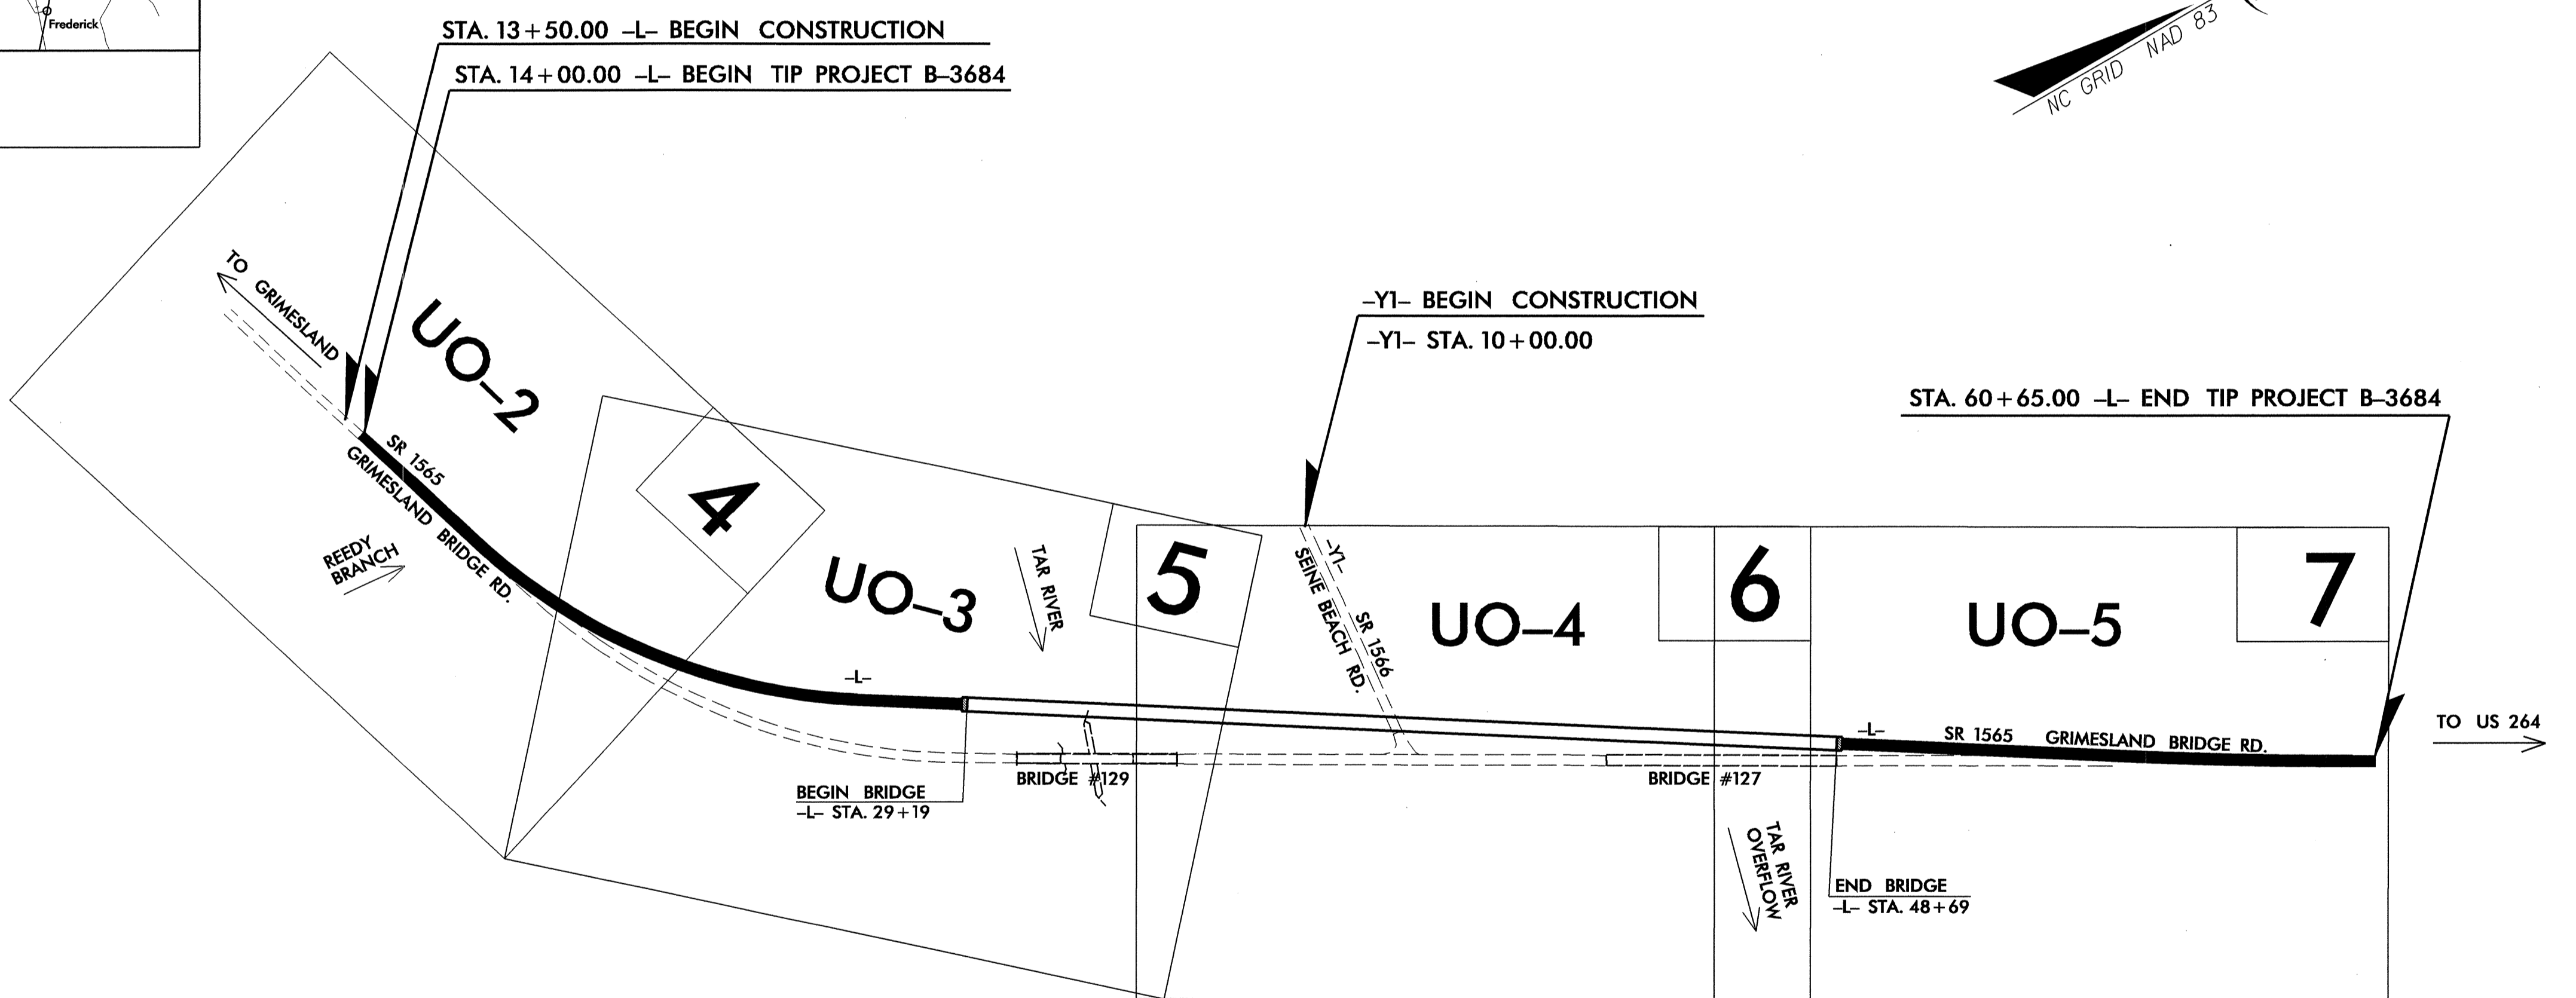 Frederick
STA. 13+50.00 –L– BEGIN CONSTRUCTION
STA. 14+00.00 –L– BEGIN TIP PROJECT B–3684
NC GRID NAD 83
TO GRIMESLAND
UO–2
–Y1– BEGIN CONSTRUCTION
–Y1– STA. 10+00.00
STA. 60+65.00 –L– END TIP PROJECT B–3684
SR 1565
GRIMESLAND BRIDGE RD.
4
REEDY
BRANCH
UO–3
TAR RIVER
5
–Y1–
SEINE BEACH RD.
SR 1566
UO–4
6
UO–5
7
–L–
–L–
SR 1565 GRIMESLAND BRIDGE RD.
TO US 264
BRIDGE #129
BRIDGE #127
BEGIN BRIDGE
–L– STA. 29+19
TAR RIVER
OVERFLOW
END BRIDGE
–L– STA. 48+69